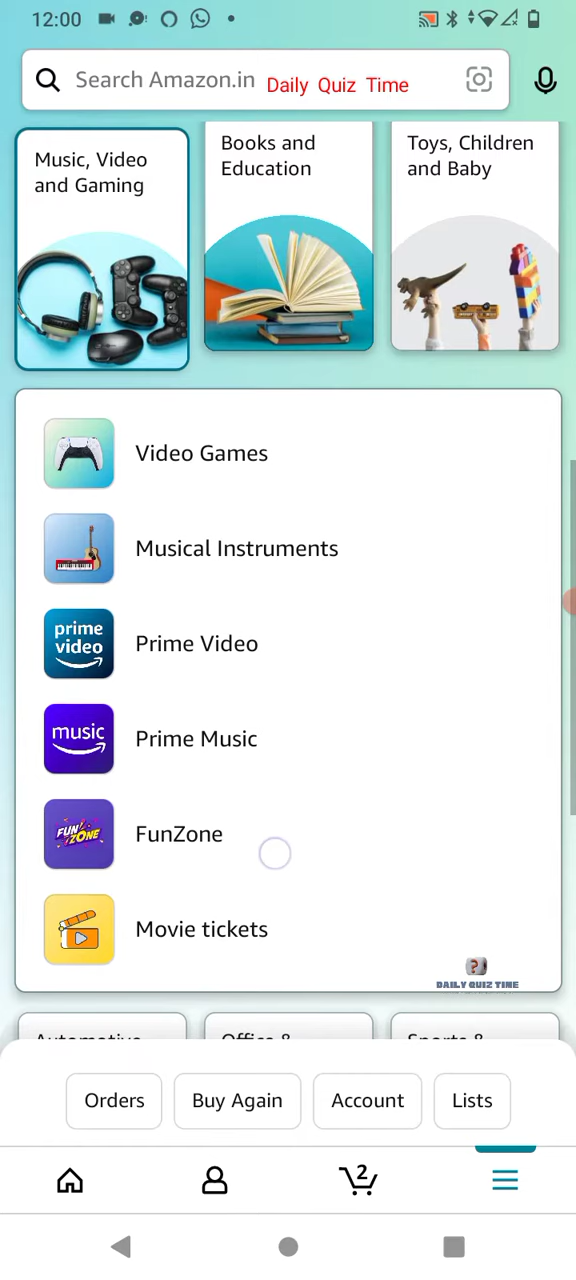 12:00
Search Amazon.in Daily Quiz Time
Music, Video
and Gaming
Books and
Education
Toys, Children
and Baby
Video Games
Musical Instruments
prime
video
Prime Video
music
Prime Music
FUN ZONE
FunZone
Movie tickets
?
DAILY QUIZ TIME
Automotive
Office &
Sports &
Orders
Buy Again
Account
Lists
2